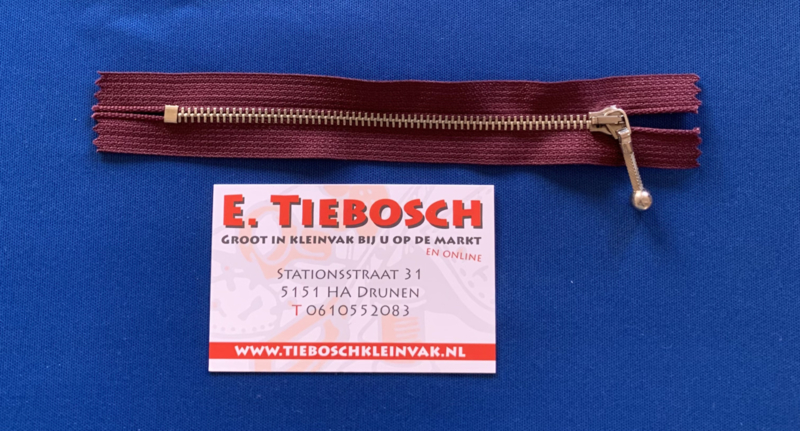 E. TIEBOSCH
GROOT IN KLEINVAK BIJ U OP DE MARKT
EN ONLINE
STATIONSSTRAAT 31
5151 HA DRUNEN
T 0610552083
WWW.TIEBOSCHKLEINVAK.NL